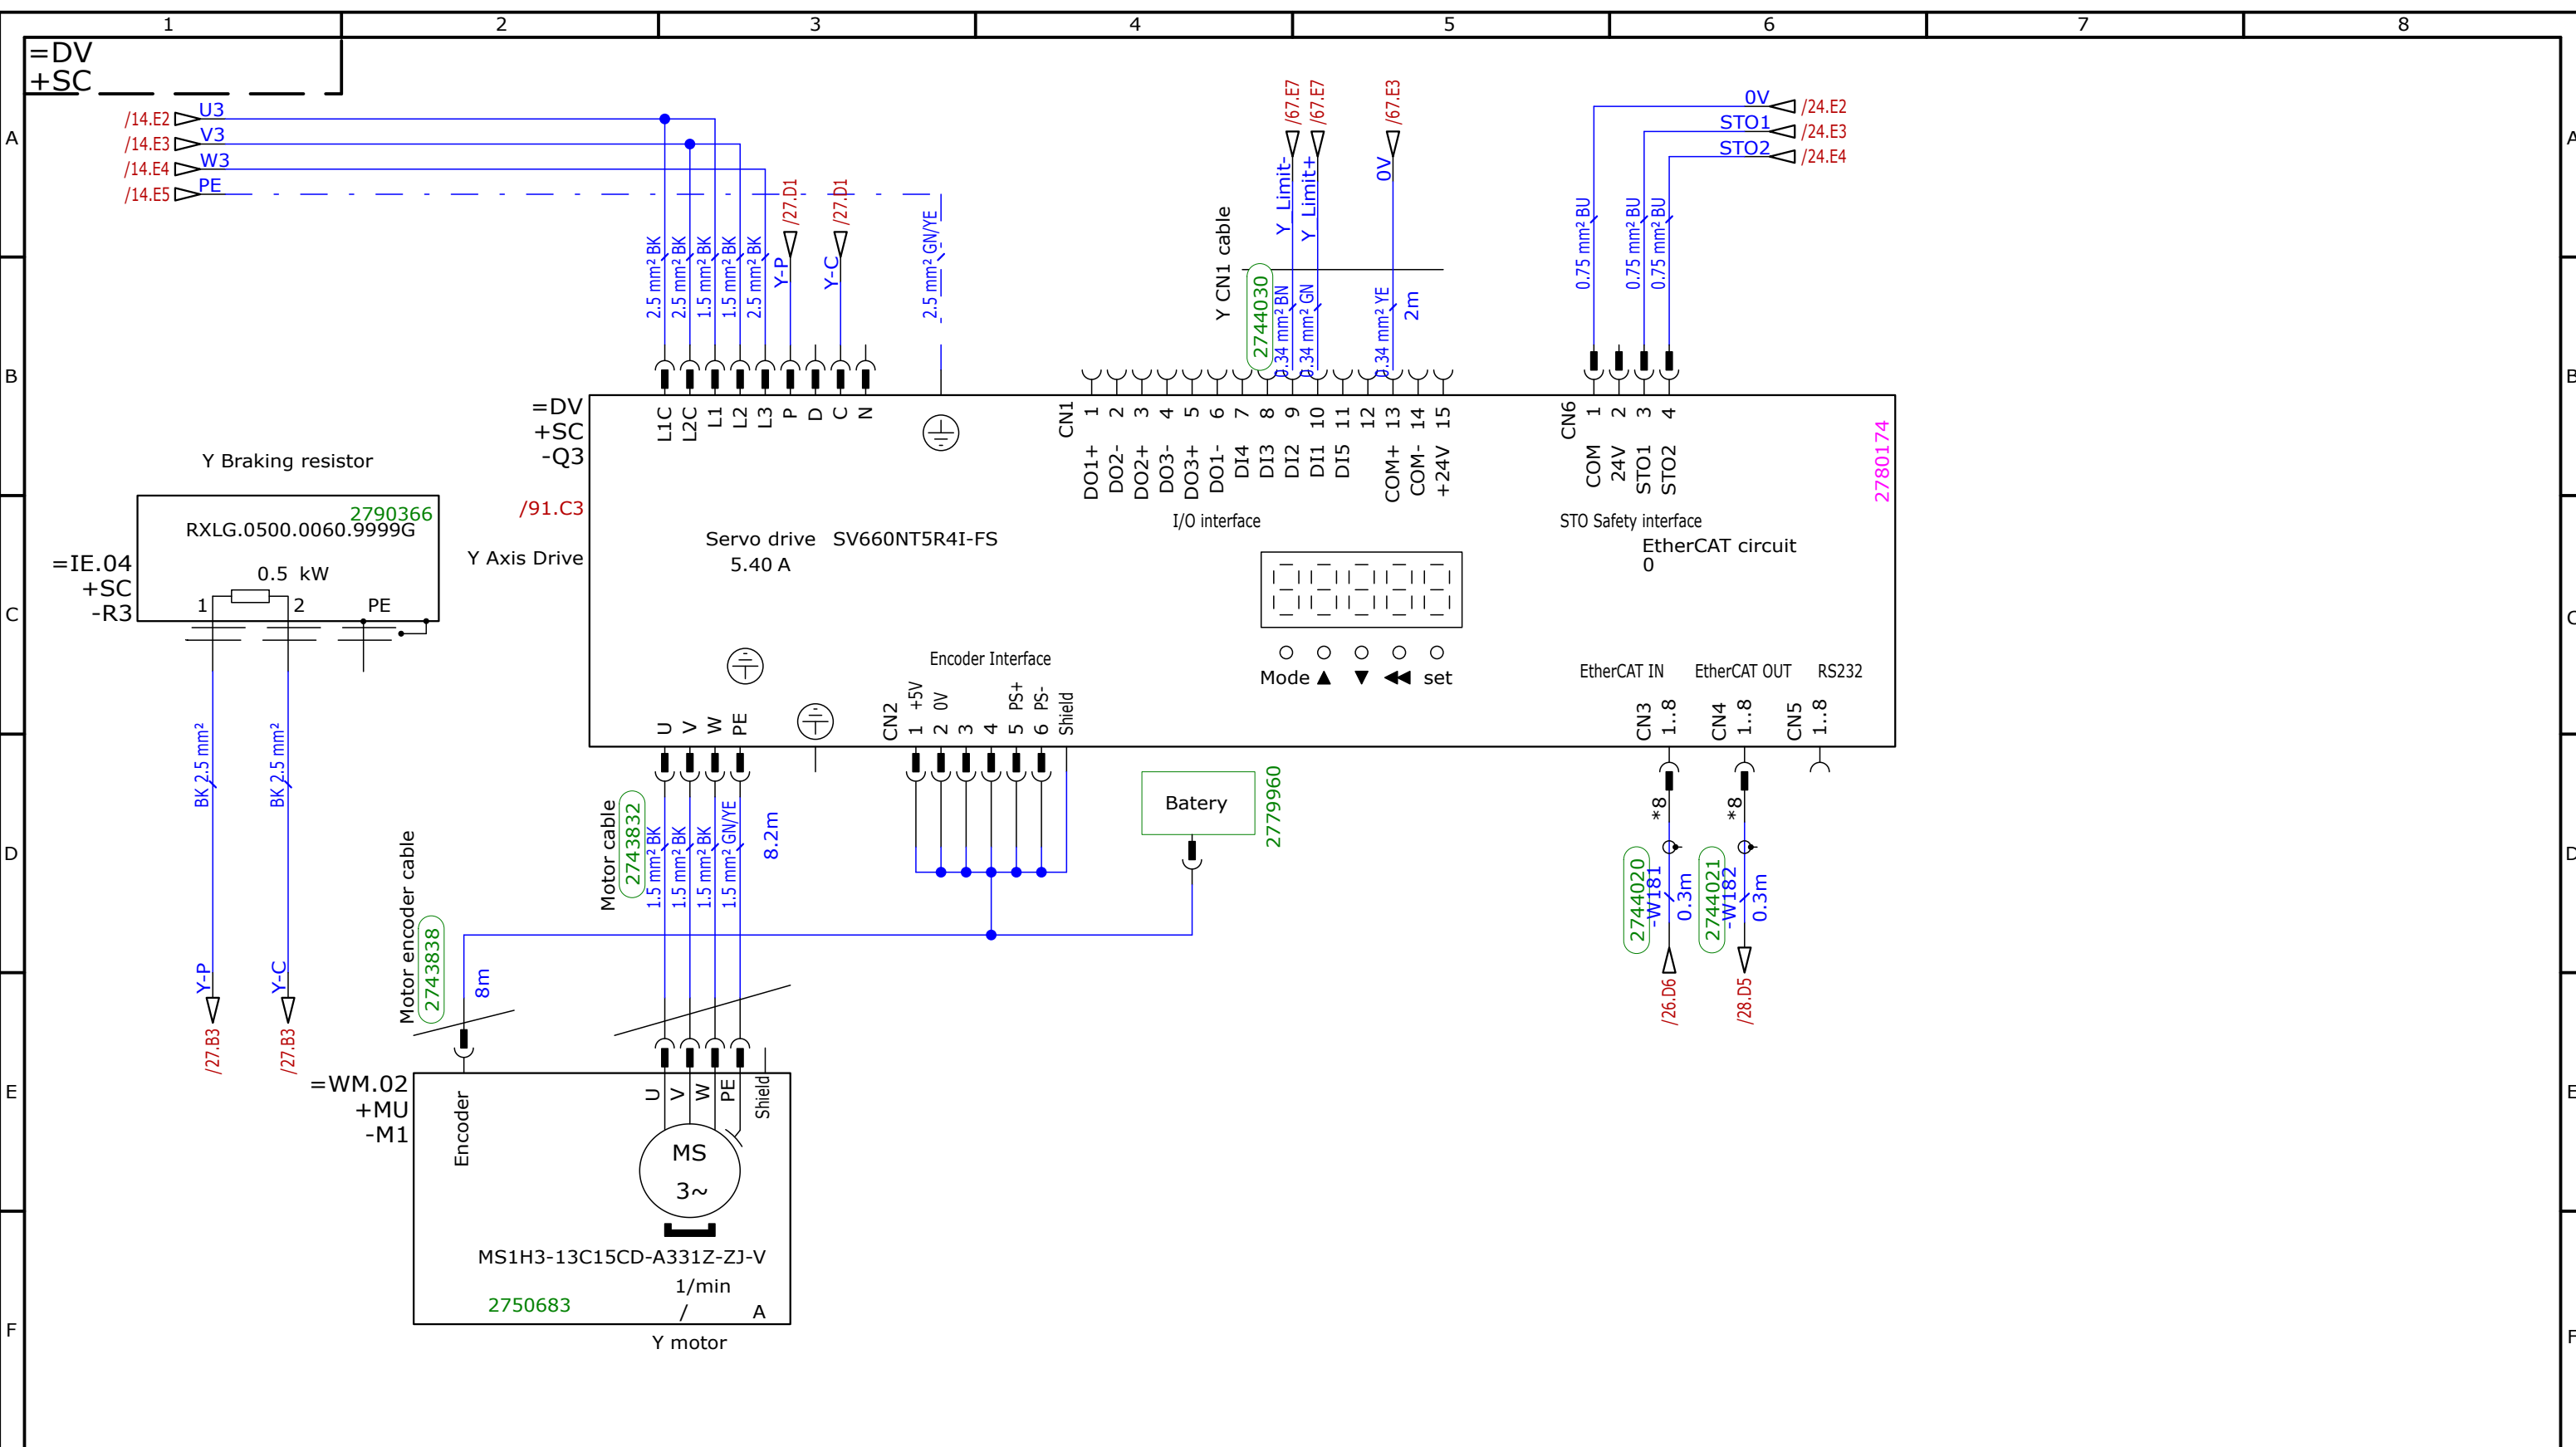 1 2 3 4 5 6 7 8
=DV
+SC
A
B
C
D
E
F
A
B
C
D
E
F
/14.E2 U3
/14.E3 V3
/14.E4 W3
/14.E5 PE
/27.D1
/27.D1
Y-P
Y-C
2.5 mm² BK
2.5 mm² BK
1.5 mm² BK
1.5 mm² BK
2.5 mm² BK
2.5 mm² GN/YE
/67.E7
/67.E7
/67.E3
Y_Limit-
Y_Limit+
0V
Y CN1 cable
2744030
0.34 mm² BN
0.34 mm² GN
0.34 mm² YE
2m
0V /24.E2
STO1 /24.E3
STO2 /24.E4
0.75 mm² BU
0.75 mm² BU
0.75 mm² BU
=DV
+SC
-Q3
/91.C3
Y Axis Drive
L1C
L2C
L1
L2
L3
P
D
C
N
CN1
1 2 3 4 5 6 7 8 9 10 11 12 13 14 15
DO1+
DO2-
DO2+
DO3-
DO3+
DO1-
DI4
DI3
DI2
DI1
DI5
COM+
COM-
+24V
I/O interface
CN6
1 2 3 4
COM
24V
STO1
STO2
STO Safety interface
2780174
EtherCAT circuit
0
Servo drive SV660NT5R4I-FS
5.40 A
Mode ▲ ▼ ◀◀ set
Encoder Interface
CN2
1 +5V
2 0V
3
4
5 PS+
6 PS-
Shield
U
V
W
PE
EtherCAT IN EtherCAT OUT RS232
CN3 1..8
CN4 1..8
CN5 1..8
Y Braking resistor
2790366
RXLG.0500.0060.9999G
0.5 kW
1 2 PE
=IE.04
+SC
-R3
BK 2.5 mm²
BK 2.5 mm²
Y-P
Y-C
/27.B3
/27.B3
Motor cable
2743832
1.5 mm² BK
1.5 mm² BK
1.5 mm² BK
1.5 mm² GN/YE
8.2m
Batery
2779960
*8
*8
2744020
-W181
0.3m
2744021
-W182
0.3m
/26.D6
/28.D5
Motor encoder cable
2743838
8m
=WM.02
+MU
-M1
Encoder
U
V
W
PE
Shield
MS
3~
MS1H3-13C15CD-A331Z-ZJ-V
1/min
2750683 / A
Y motor